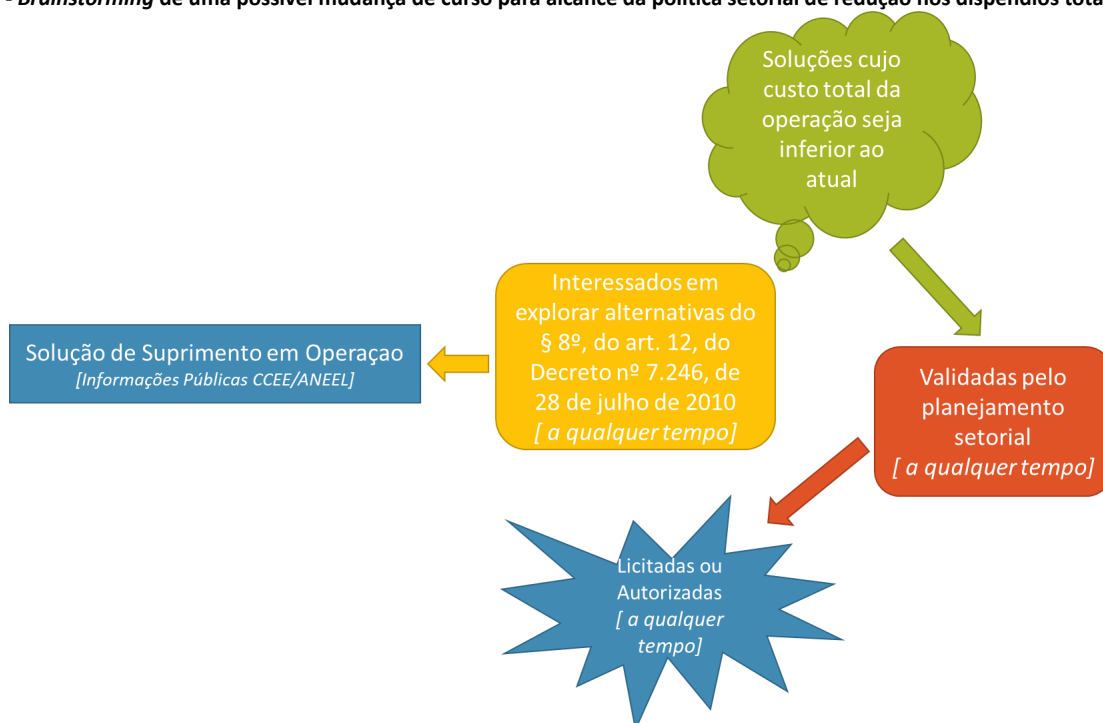 - Brainstorming de uma possível mudança de curso para alcance da política setorial de redução nos dispêndios
Soluções cujo
custo total da
operação seja
inferior ao
atual
Interessados em
explorar alternativas do
§ 8º, do art. 12, do
Decreto nº 7.246, de
28 de julho de 2010
[ a qualquer tempo]
Solução de Suprimento em Operaçao
[Informações Públicas CCEE/ANEEL]
Validadas pelo
planejamento
setorial
[ a qualquer tempo]
Licitadas ou
Autorizadas
[ a qualquer
tempo]